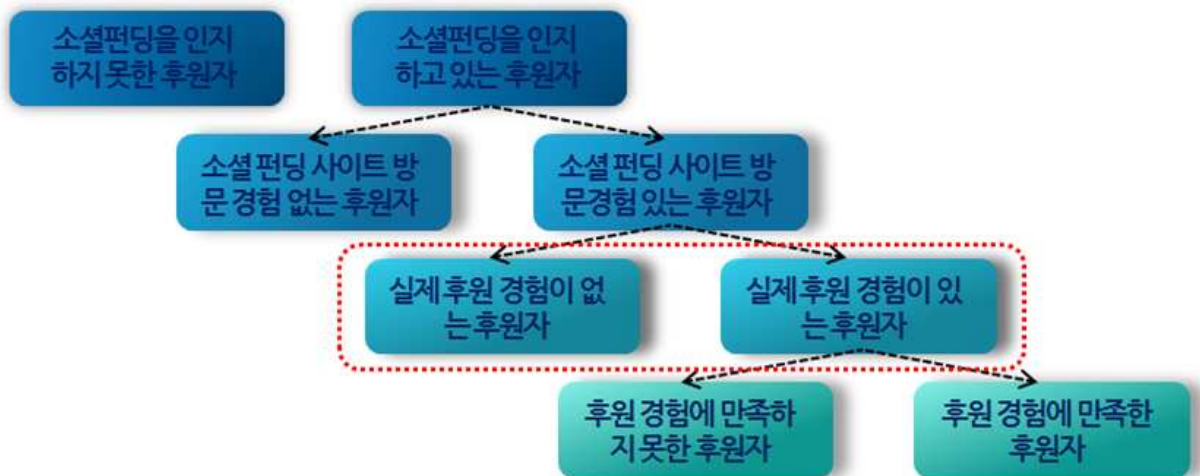 소셜펀딩을 인지
하지 못한 후원자
소셜펀딩을 인지
하고 있는 후원자
소셜 펀딩 사이트 방
문 경험 없는 후원자
소셜 펀딩 사이트 방
문경험 있는 후원자
실제 후원 경험이 없
는 후원자
실제 후원 경험이 있
는 후원자
후원 경험에 만족하
지 못한 후원자
후원 경험에 만족한
후원자